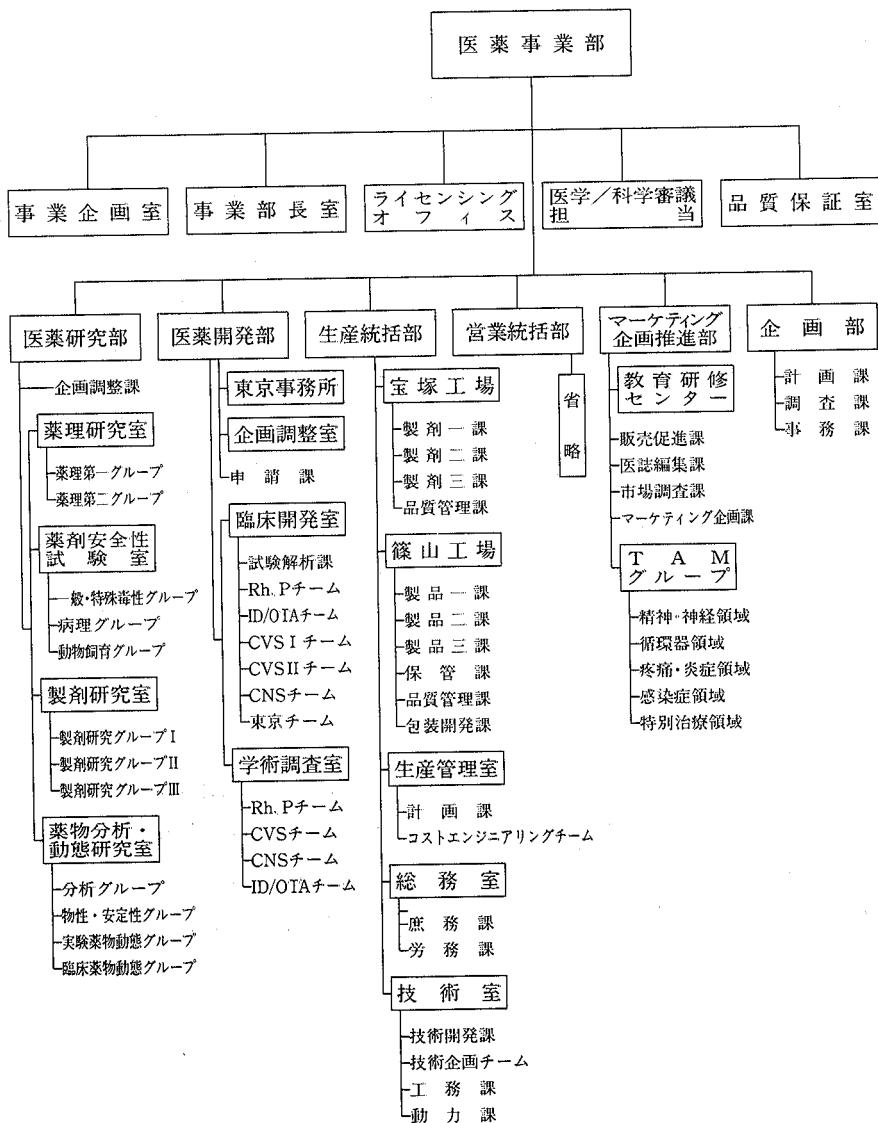 医薬事業部
事業企画室
事業部長室
ライセンシング
オフィス
医学／科学審議
担当
品質保証室
医薬研究部
企画調整課
薬理研究室
薬理第一グループ
薬理第二グループ
薬剤安全性
試験室
一般・特殊毒性グループ
病理グループ
動物飼育グループ
製剤研究室
製剤研究グループI
製剤研究グループII
製剤研究グループIII
薬物分析・
動態研究室
分析グループ
物性・安定性グループ
実験薬物動態グループ
臨床薬物動態グループ
医薬開発部
東京事務所
企画調整室
申請課
臨床開発室
試験解析課
Rh. Pチーム
ID/OTAチーム
CVS Iチーム
CVS IIチーム
CNSチーム
東京チーム
学術調査室
Rh. Pチーム
CVSチーム
CNSチーム
ID/OTAチーム
生産統括部
宝塚工場
製剤一課
製剤二課
製剤三課
品質管理課
篠山工場
製品一課
製品二課
製品三課
保管課
品質管理課
包装開発課
生産管理室
計画課
コストエンジニアリングチーム
総務室
庶務課
労務課
技術室
技術開発課
技術企画チーム
工務課
動力課
営業統括部
省略
マーケティング
企画推進部
教育研修
センター
販売促進課
医誌編集課
市場調査課
マーケティング企画課
TAM
グループ
精神・神経領域
循環器領域
疼痛・炎症領域
感染症領域
特別治療領域
企画部
計画課
調査課
事務課